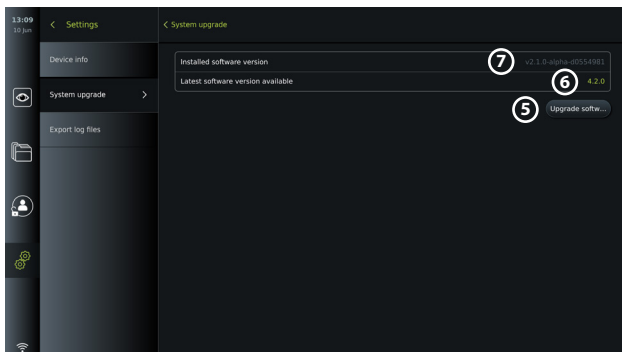 13:09
10 Jun
Settings
System upgrade
Device info
System upgrade
Export log files
Installed software version 7 v2.1.0-alpha-d0554981
Latest software version available 6 4.2.0
5 Upgrade softw...